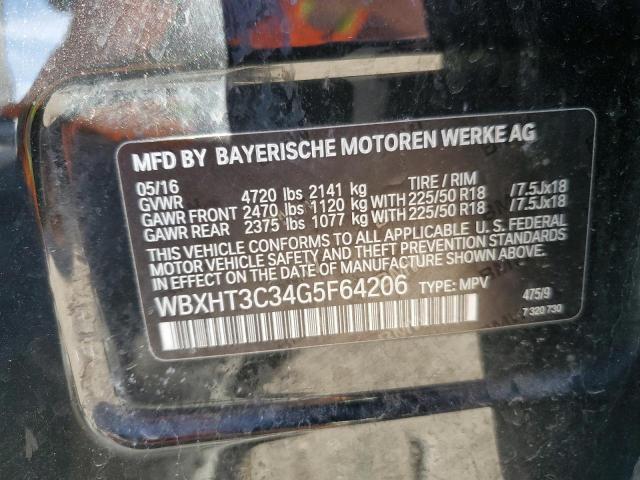 MFD BY BAYERISCHE MOTOREN WERKE AG
05/16 TIRE / RIM
GVWR 4720 lbs 2141 kg
GAWR FRONT 2470 lbs 1120 kg WITH 225/50 R18 /7.5Jx18
GAWR REAR 2375 lbs 1077 kg WITH 225/50 R18 /7.5Jx18
THIS VEHICLE CONFORMS TO ALL APPLICABLE U.S. FEDERAL
MOTOR VEHICLE SAFETY AND THEFT PREVENTION STANDARDS
IN EFFECT ON THE DATE OF MANUFACTURE SHOWN ABOVE.
WBXHT3C34G5F64206 TYPE: MPV 475/9
7 320 730